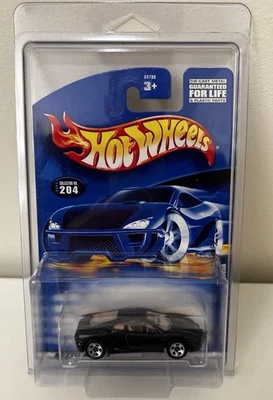 3+
DIE-CAST METAL
GUARANTEED
FOR LIFE
& PLASTIC PARTS
HOT WHEELS
COLLECTOR NO.
204